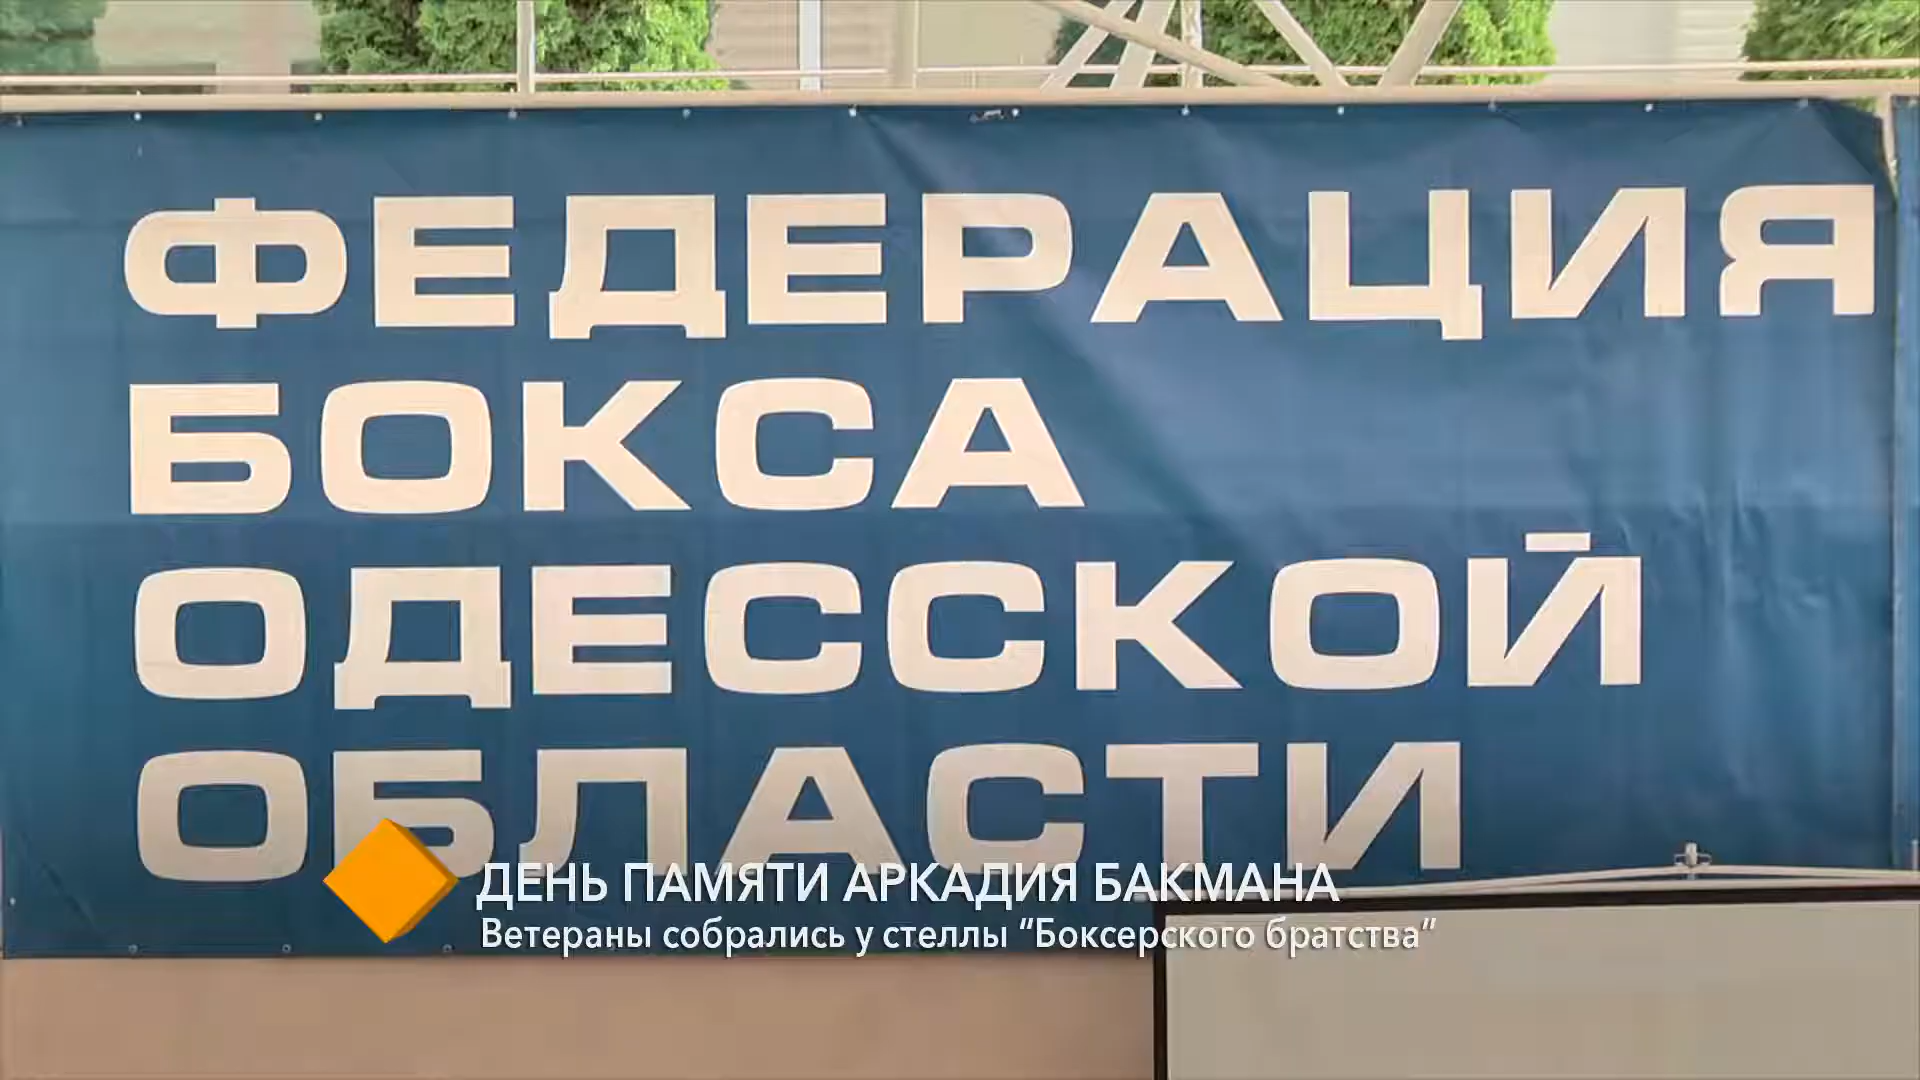 ФЕДЕРАЦИЯ
БОКСА
ОДЕССКОЙ
ОБЛАСТИ
ДЕНЬ ПАМЯТИ АРКАДИЯ БАКМАНА
Ветераны собрались у стеллы “Боксерского братства”